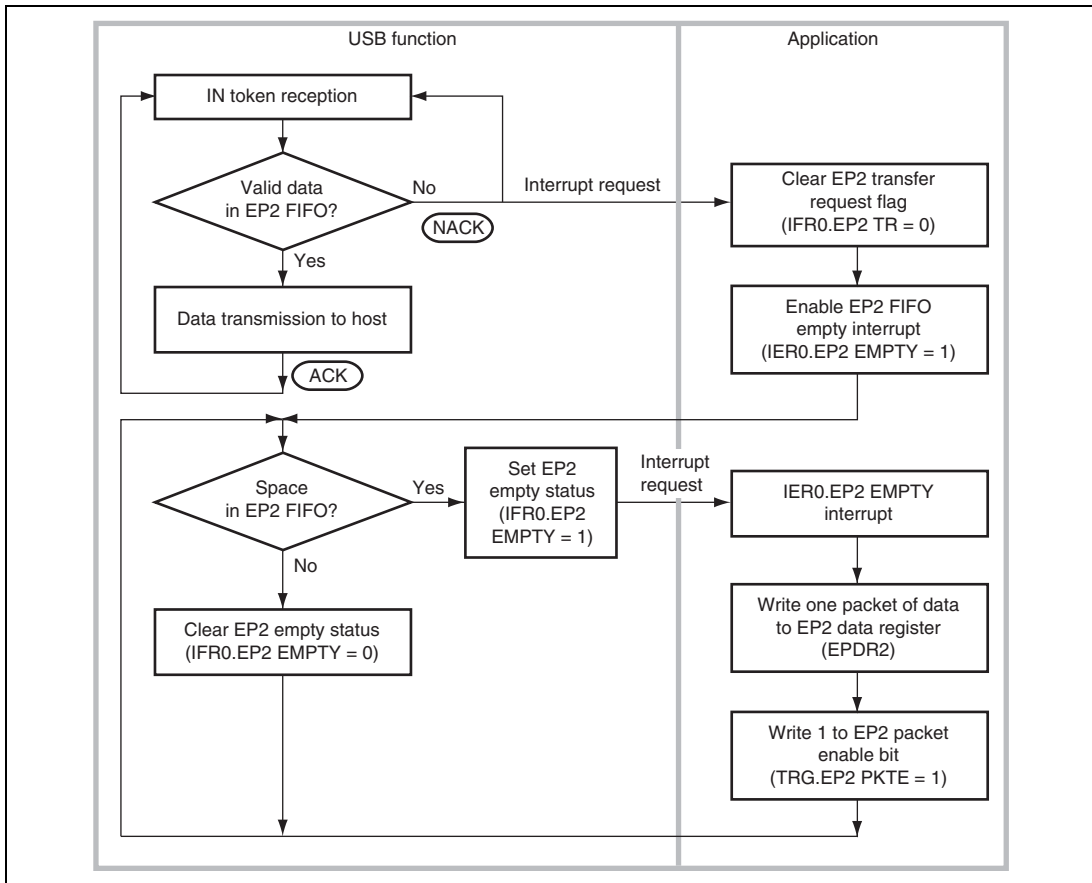 USB function
Application
IN token reception
Valid data
in EP2 FIFO?
No
NACK
Interrupt request
Clear EP2 transfer
request flag
(IFR0.EP2 TR = 0)
Yes
Data transmission to host
ACK
Enable EP2 FIFO
empty interrupt
(IER0.EP2 EMPTY = 1)
Space
in EP2 FIFO?
Yes
Set EP2
empty status
(IFR0.EP2
EMPTY = 1)
Interrupt
request
IER0.EP2 EMPTY
interrupt
No
Clear EP2 empty status
(IFR0.EP2 EMPTY = 0)
Write one packet of data
to EP2 data register
(EPDR2)
Write 1 to EP2 packet
enable bit
(TRG.EP2 PKTE = 1)